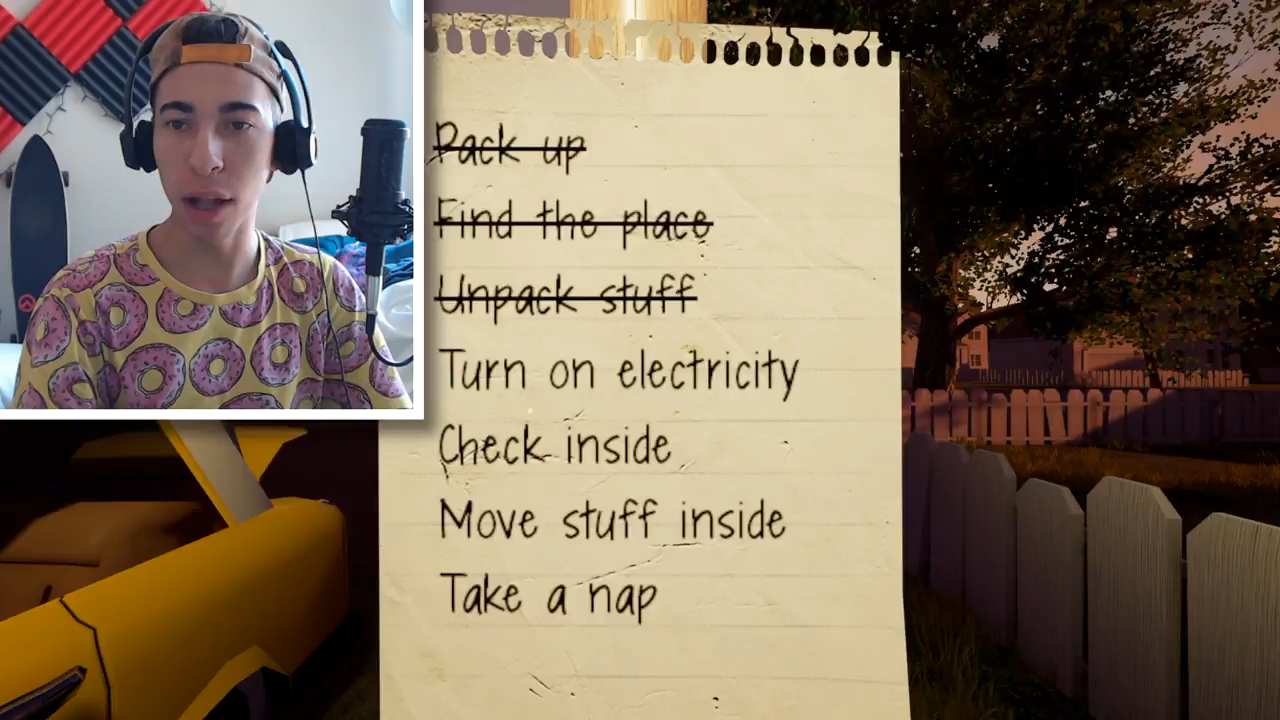 Pack up
Find the place
Unpack stuff
Turn on electricity
Check inside
Move stuff inside
Take a nap